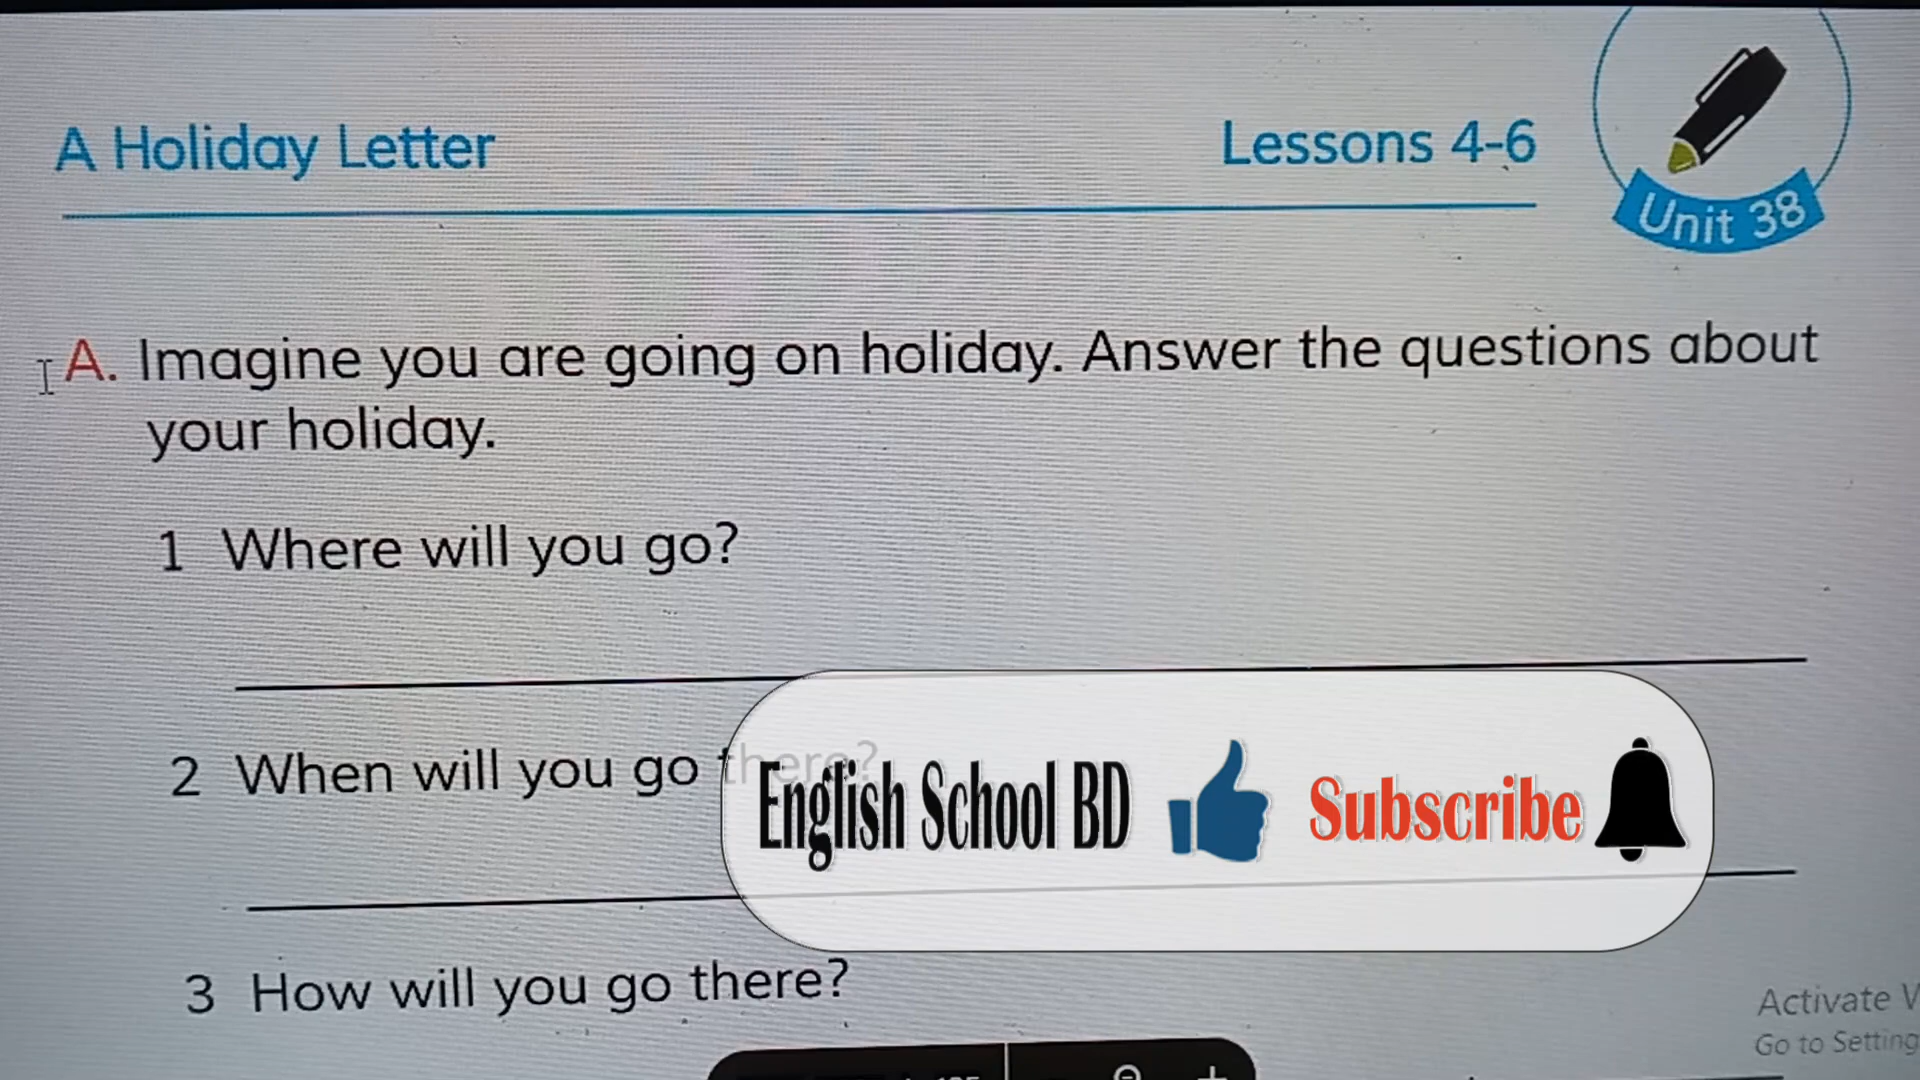 A Holiday Letter
Lessons 4-6
Unit 38
A. Imagine you are going on holiday. Answer the questions about
your holiday.
1 Where will you go?
2 When will you go there?
English School BD Subscribe
3 How will you go there?
Activate
Go to Setting